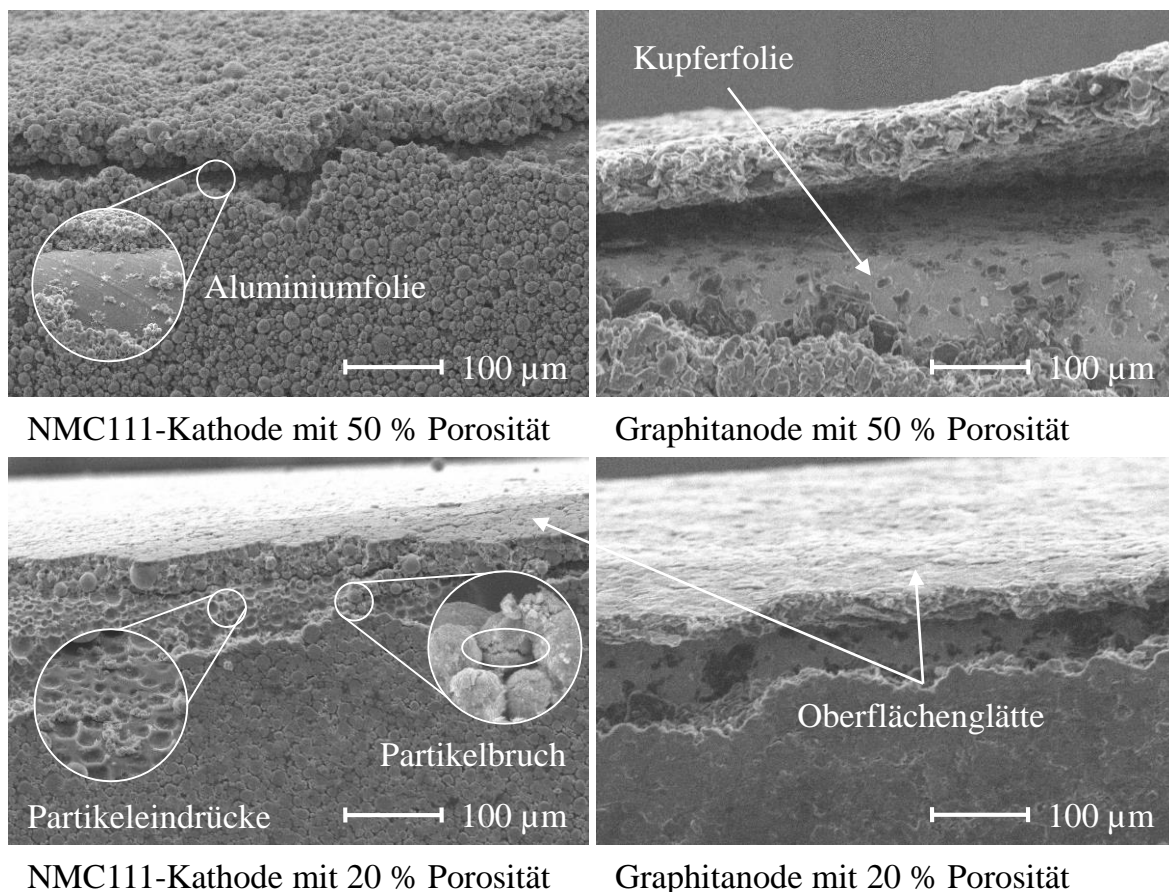 Kupferfolie
Aluminiumfolie
100 µm
100 µm
NMC111-Kathode mit 50 % Porosität
Graphitanode mit 50 % Porosität
Oberflächenglätte
Partikelbruch
Partikeleindrücke
100 µm
100 µm
NMC111-Kathode mit 20 % Porosität
Graphitanode mit 20 % Porosität